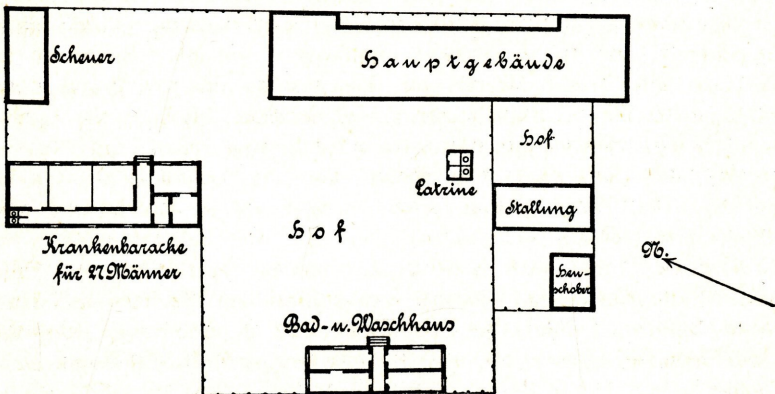 Scheuer
Hauptgebäude
Hof
Latrine
Stallung
Krankenbaracke
für 27 Männer
Hof
N.
Heu-
schober
Bad- u. Waschhaus